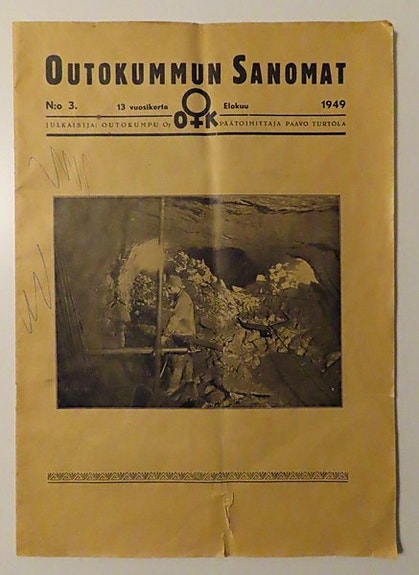 OUTOKUMMUN SANOMAT
N:o 3. 13 vuosikerta Elokuu 1949
OK
JULKAISIJA: OUTOKUMPU Oy PÄÄTOIMITTAJA PAAVO TURTOLA